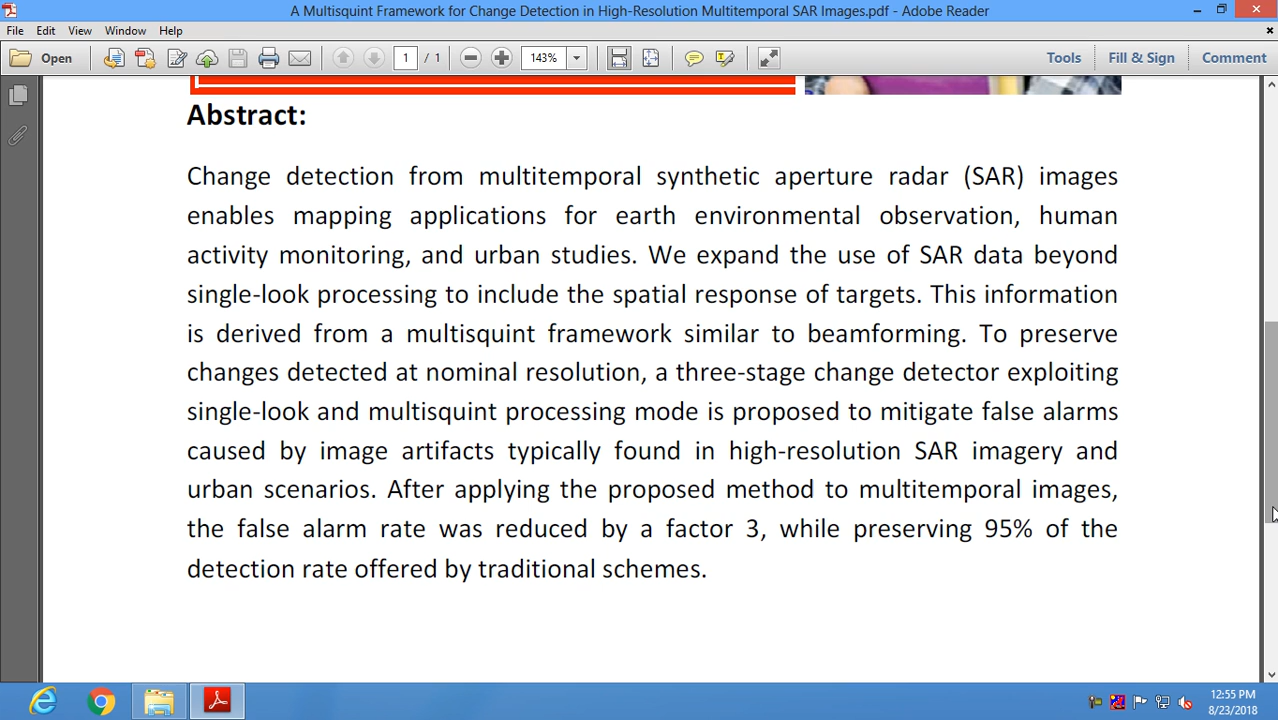 A Multisquint Framework for Change Detection in High-Resolution Multitemporal SAR Images.pdf - Adobe Reader
File Edit View Window Help
Open 1 / 1 143% Tools Fill & Sign Comment
Abstract:
Change detection from multitemporal synthetic aperture radar (SAR) images
enables mapping applications for earth environmental observation, human
activity monitoring, and urban studies. We expand the use of SAR data beyond
single-look processing to include the spatial response of targets. This information
is derived from a multisquint framework similar to beamforming. To preserve
changes detected at nominal resolution, a three-stage change detector exploiting
single-look and multisquint processing mode is proposed to mitigate false alarms
caused by image artifacts typically found in high-resolution SAR imagery and
urban scenarios. After applying the proposed method to multitemporal images,
the false alarm rate was reduced by a factor 3, while preserving 95% of the
detection rate offered by traditional schemes.
12:55 PM
8/23/2018